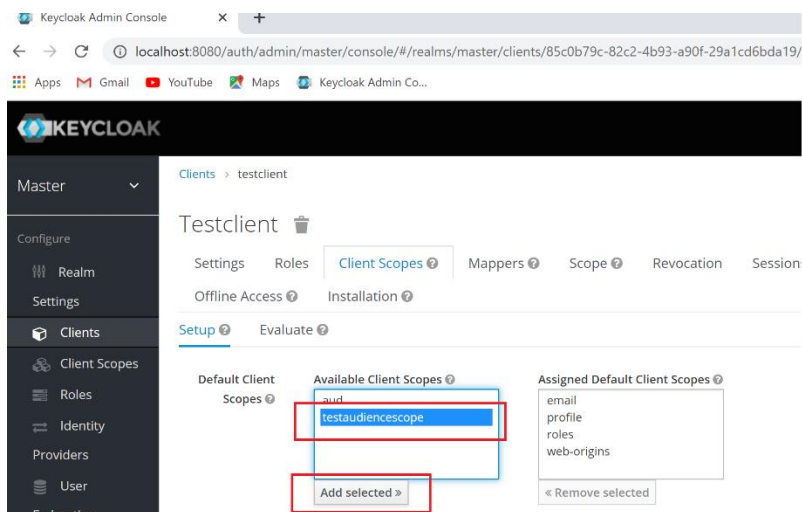 Keycloak Admin Console × +
localhost:8080/auth/admin/master/console/#/realms/master/clients/85c0b79c-82c2-4b93-a90f-29a1cd6bda19/
Apps Gmail YouTube Maps Keycloak Admin Co...
KEYCLOAK
Master
Clients > testclient
Testclient
Configure
Settings Roles Client Scopes Mappers Scope Revocation Session
Realm
Settings
Offline Access Installation
Clients
Setup Evaluate
Client Scopes
Default Client Available Client Scopes Assigned Default Client Scopes
Scopes
Roles
aud email
testaudiencescope profile
Identity
roles
Providers
web-origins
User
Add selected » « Remove selected